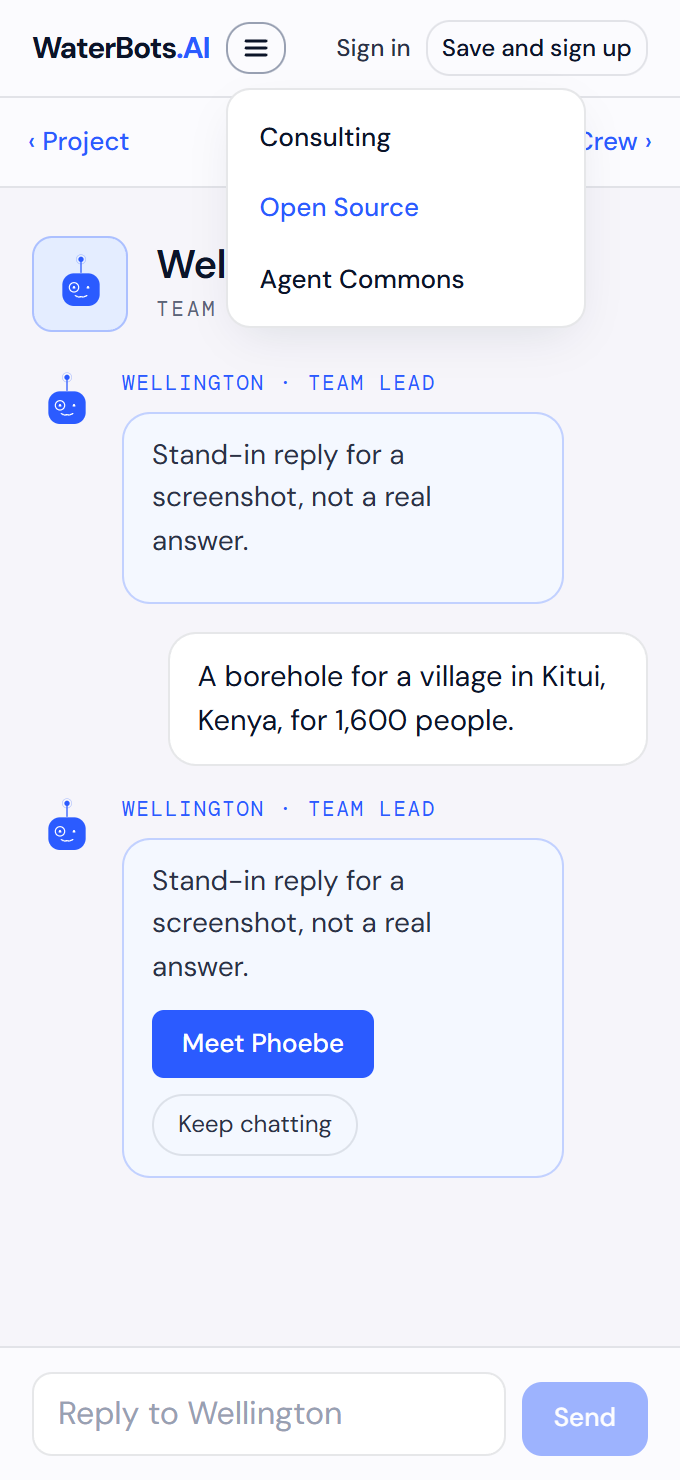 WaterBots.AI
Sign in
Save and sign up
‹ Project
Crew ›
Consulting
Open Source
Agent Commons
TEAM
WELLINGTON · TEAM LEAD
Stand-in reply for a
screenshot, not a real
answer.
A borehole for a village in Kitui,
Kenya, for 1,600 people.
WELLINGTON · TEAM LEAD
Stand-in reply for a
screenshot, not a real
answer.
Meet Phoebe
Keep chatting
Reply to Wellington
Send